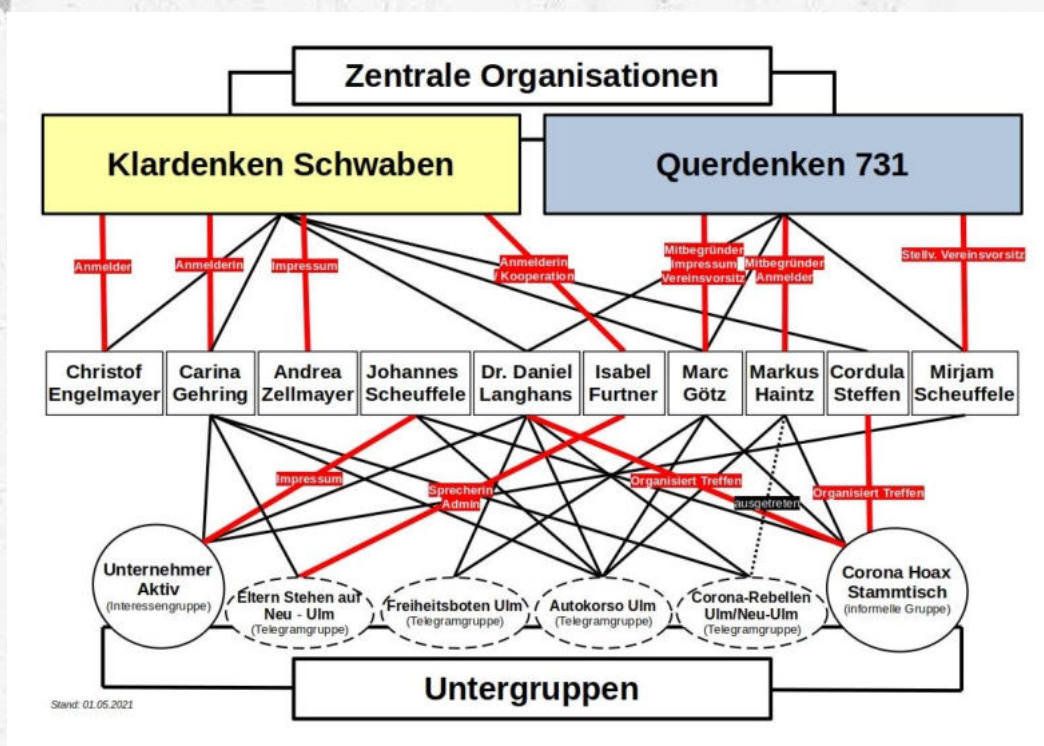 Zentrale Organisationen
Klardenken Schwaben
Querdenken 731
Anmelder
Anmelderin
Impressum
Anmelderin
/ Kooperation
Mitbegründer
Impressum
Vereinsvorsitz
Mitbegründer
Anmelder
Stellv. Vereinsvorsitz
Christof
Engelmayer
Carina
Gehring
Andrea
Zellmayer
Johannes
Scheuffele
Dr. Daniel
Langhans
Isabel
Furtner
Marc
Götz
Markus
Haintz
Cordula
Steffen
Mirjam
Scheuffele
Impressum
Sprecherin
Admin
Organisiert Treffen
ausgetreten
Organisiert Treffen
Unternehmer
Aktiv
(Interessengruppe)
Eltern Stehen auf
Neu - Ulm
(Telegramgruppe)
Freiheitsboten Ulm
(Telegramgruppe)
Autokorso Ulm
(Telegramgruppe)
Corona-Rebellen
Ulm/Neu-Ulm
(Telegramgruppe)
Corona Hoax
Stammtisch
(informelle Gruppe)
Untergruppen
Stand: 01.05.2021